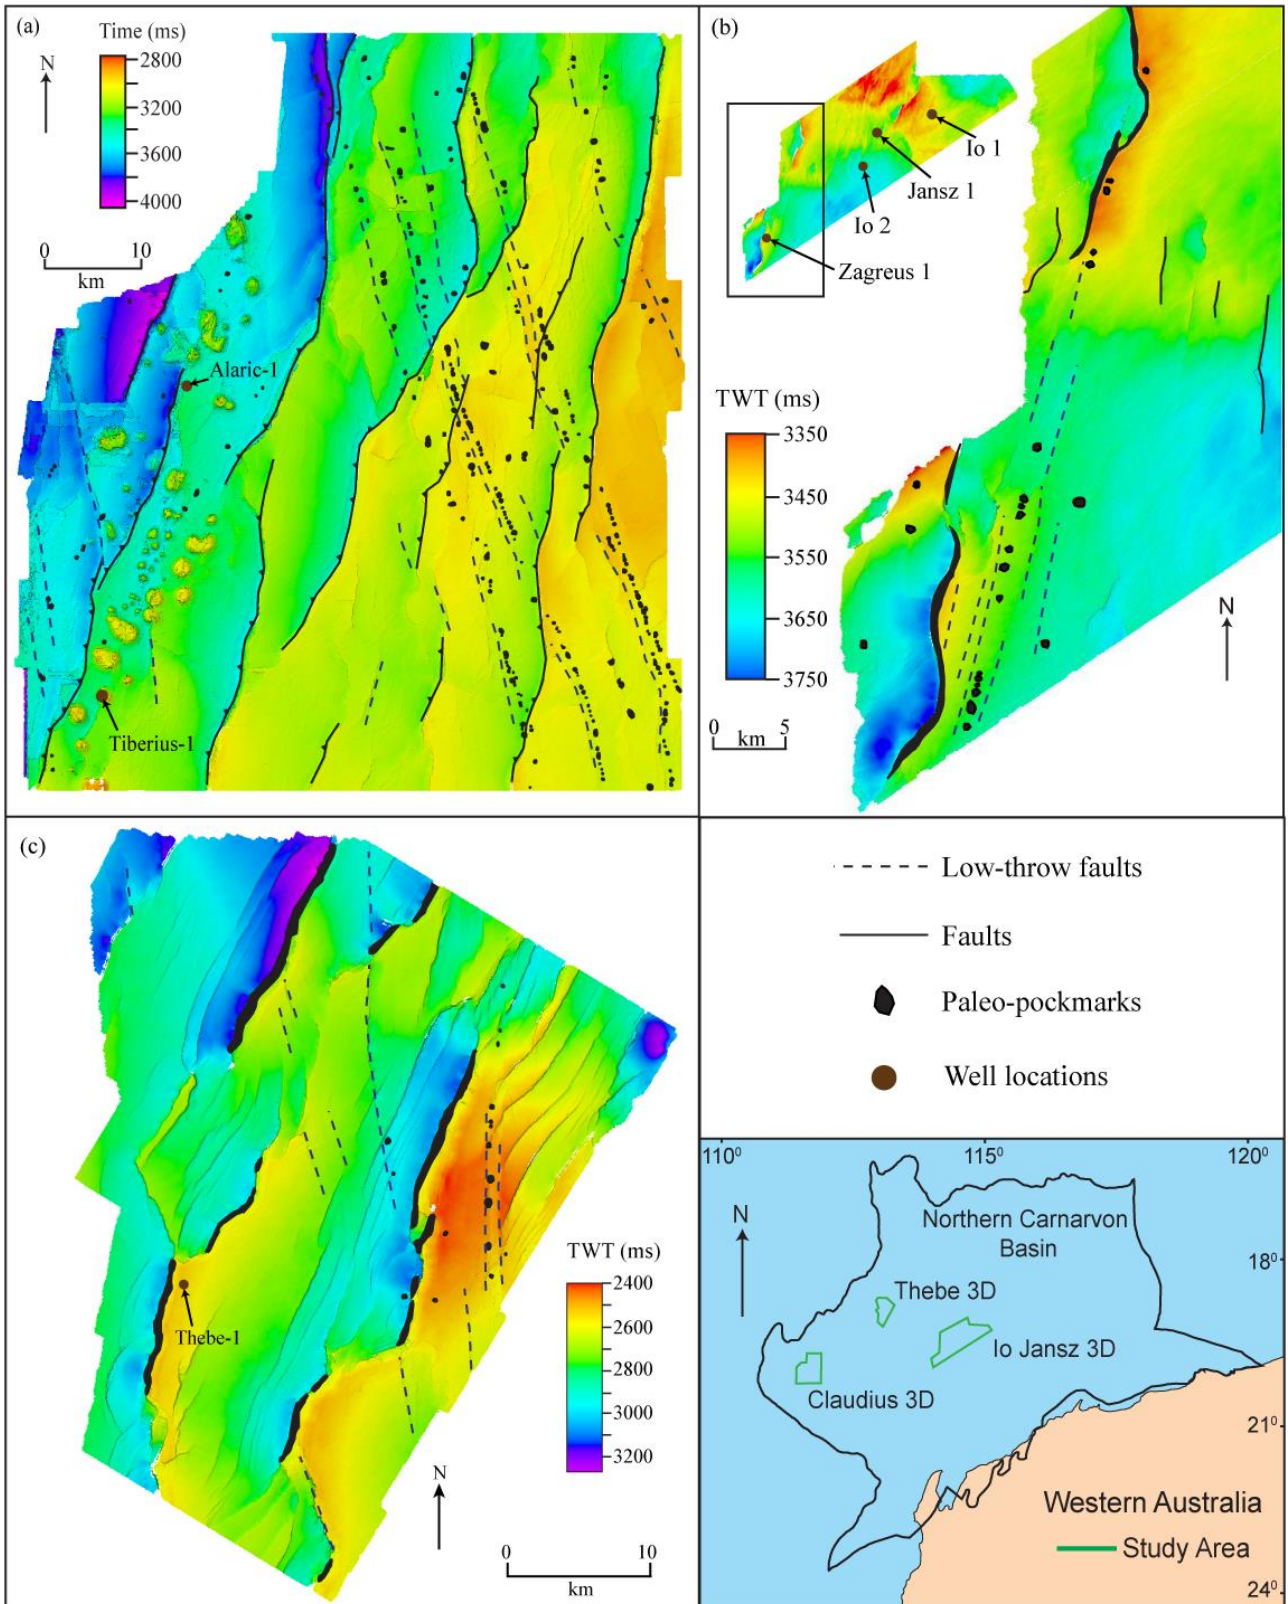 (a)
Time (ms)
2800
3200
3600
4000
N
0 10
km
Alaric-1
Tiberius-1
(b)
Io 1
Jansz 1
Io 2
Zagreus 1
TWT (ms)
3350
3450
3550
3650
3750
0 5
km
N
(c)
Thebe-1
TWT (ms)
2400
2600
2800
3000
3200
N
0 10
km
Low-throw faults
Faults
Paleo-pockmarks
Well locations
110⁰ 115⁰ 120⁰
N
Northern Carnarvon
Basin
18⁰
Thebe 3D
Io Jansz 3D
Claudius 3D
21⁰
Western Australia
Study Area
24⁰